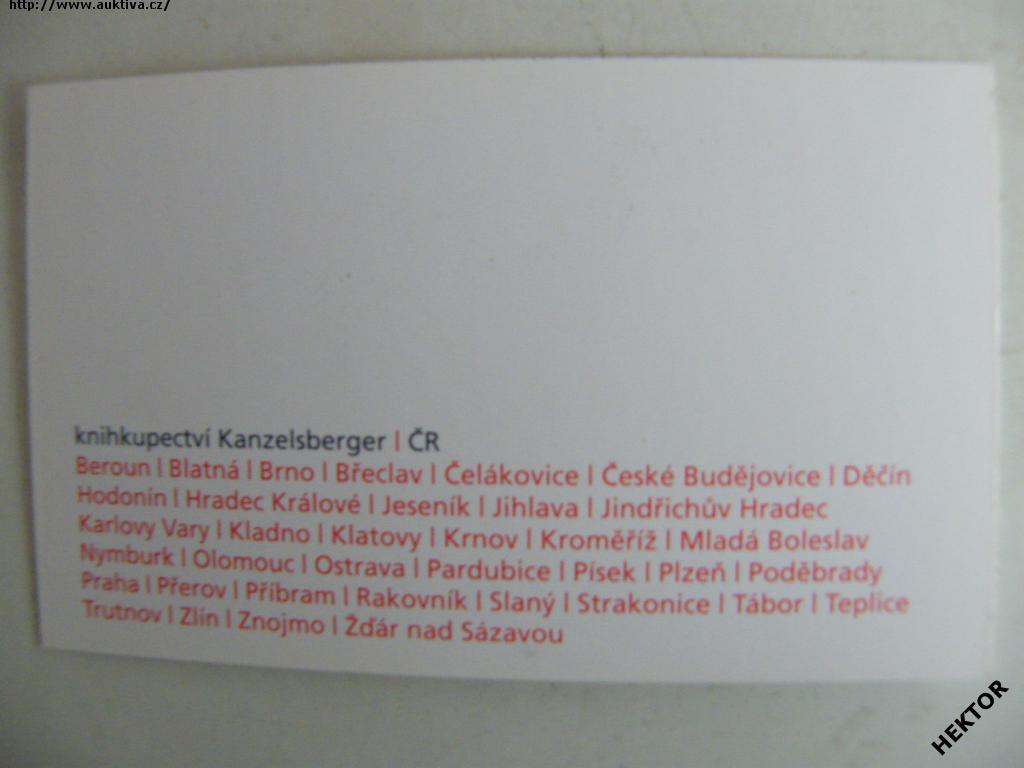 http://www.auktiva.cz/
knihkupectví Kanzelsberger | ČR
Beroun | Blatná | Brno | Břeclav | Čelákovice | České Budějovice | Děčín
Hodonín | Hradec Králové | Jeseník | Jihlava | Jindřichův Hradec
Karlovy Vary | Kladno | Klatovy | Krnov | Kroměříž | Mladá Boleslav
Nymburk | Olomouc | Ostrava | Pardubice | Písek | Plzeň | Poděbrady
Praha | Přerov | Příbram | Rakovník | Slaný | Strakonice | Tábor | Teplice
Trutnov | Zlín | Znojmo | Žďár nad Sázavou
HEKTOR